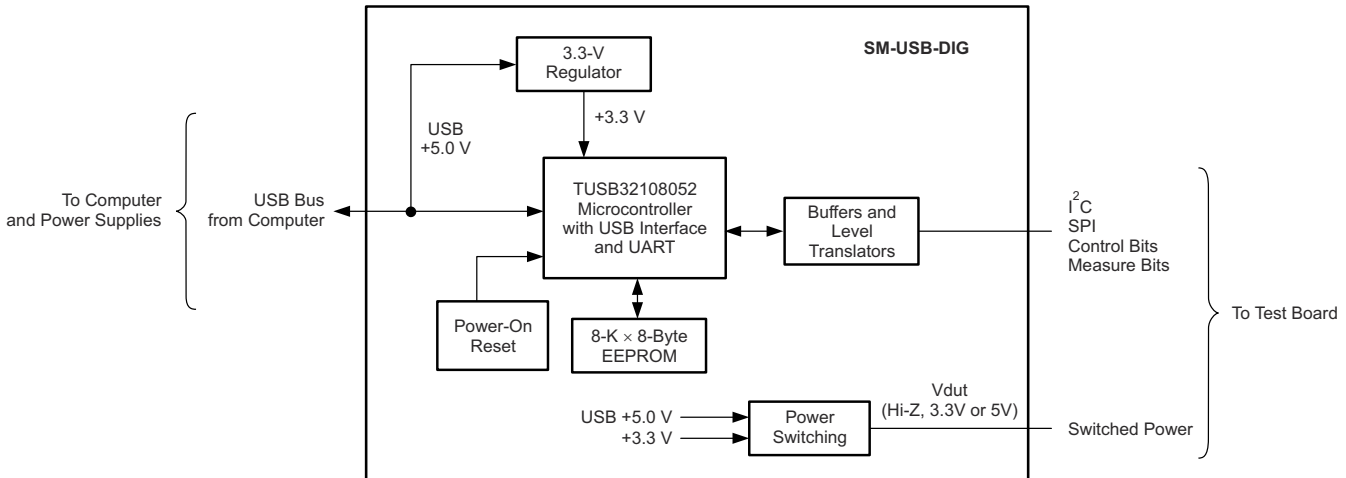 SM-USB-DIG
3.3-V
Regulator
+3.3 V
USB
+5.0 V
To Computer
and Power Supplies
USB Bus
from Computer
TUSB32108052
Microcontroller
with USB Interface
and UART
Buffers and
Level
Translators
I²C
SPI
Control Bits
Measure Bits
Power-On
Reset
8-K × 8-Byte
EEPROM
To Test Board
Vdut
(Hi-Z, 3.3V or 5V)
USB +5.0 V
+3.3 V
Power
Switching
Switched Power